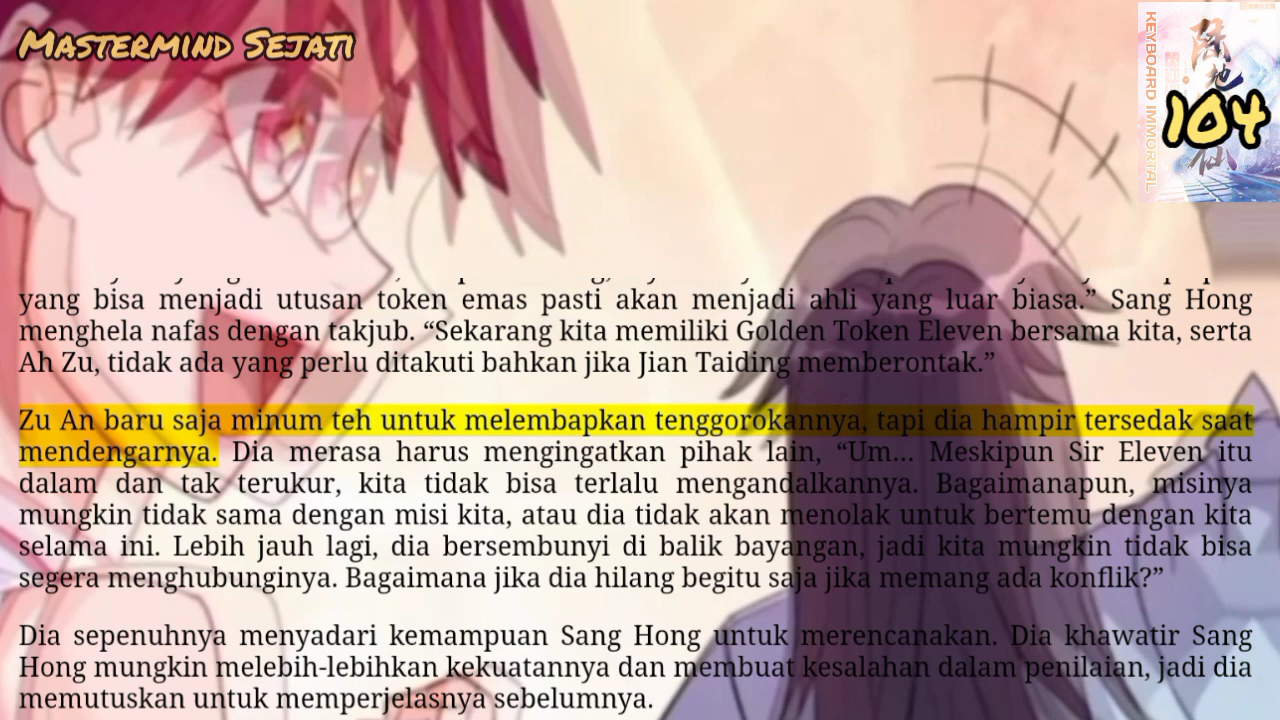 MASTERMIND SEJATI
KEYBOARD IMMORTAL
104
yang bisa menjadi utusan token emas pasti akan menjadi ahli yang luar biasa.” Sang Hong
menghela nafas dengan takjub. “Sekarang kita memiliki Golden Token Eleven bersama kita, serta
Ah Zu, tidak ada yang perlu ditakuti bahkan jika Jian Taiding memberontak.”
Zu An baru saja minum teh untuk melembapkan tenggorokannya, tapi dia hampir tersedak saat
mendengarnya. Dia merasa harus mengingatkan pihak lain, “Um... Meskipun Sir Eleven itu
dalam dan tak terukur, kita tidak bisa terlalu mengandalkannya. Bagaimanapun, misinya
mungkin tidak sama dengan misi kita, atau dia tidak akan menolak untuk bertemu dengan kita
selama ini. Lebih jauh lagi, dia bersembunyi di balik bayangan, jadi kita mungkin tidak bisa
segera menghubunginya. Bagaimana jika dia hilang begitu saja jika memang ada konflik?”
Dia sepenuhnya menyadari kemampuan Sang Hong untuk merencanakan. Dia khawatir Sang
Hong mungkin melebih-lebihkan kekuatannya dan membuat kesalahan dalam penilaian, jadi dia
memutuskan untuk memperjelasnya sebelumnya.